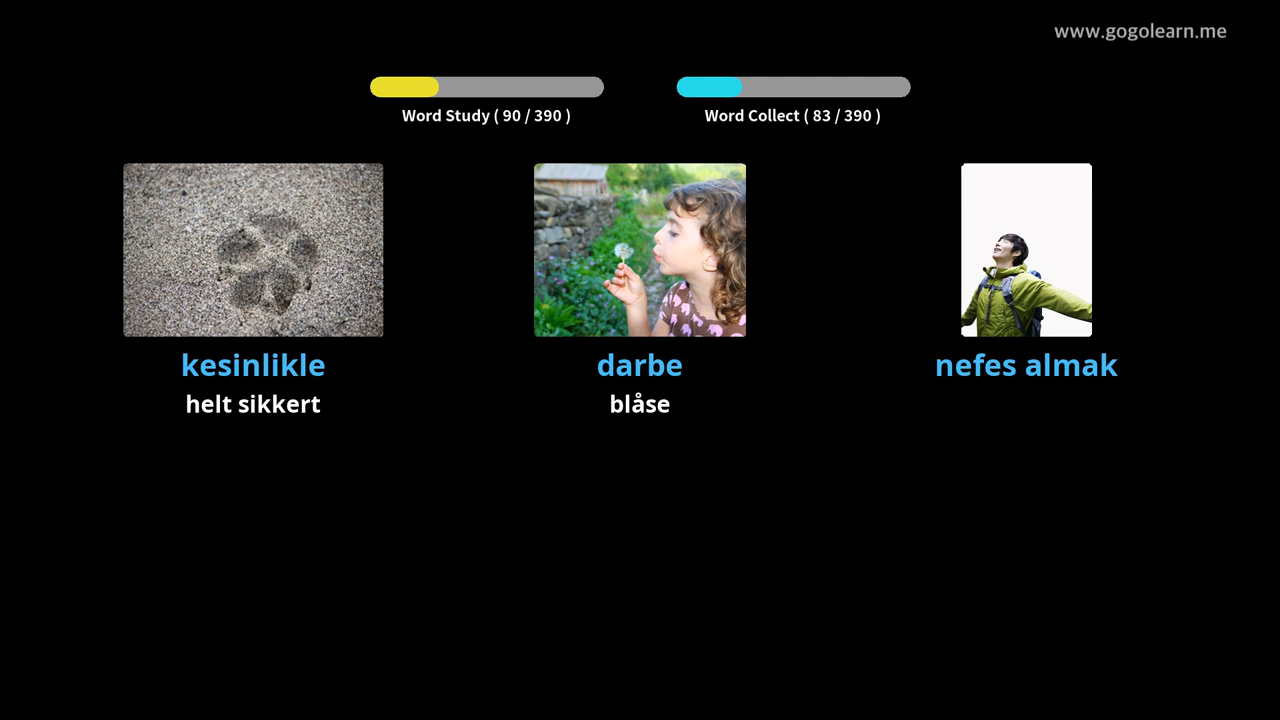 www.gogolearn.me
Word Study ( 90 / 390 )
Word Collect ( 83 / 390 )
kesinlikle
helt sikkert
darbe
blåse
nefes almak